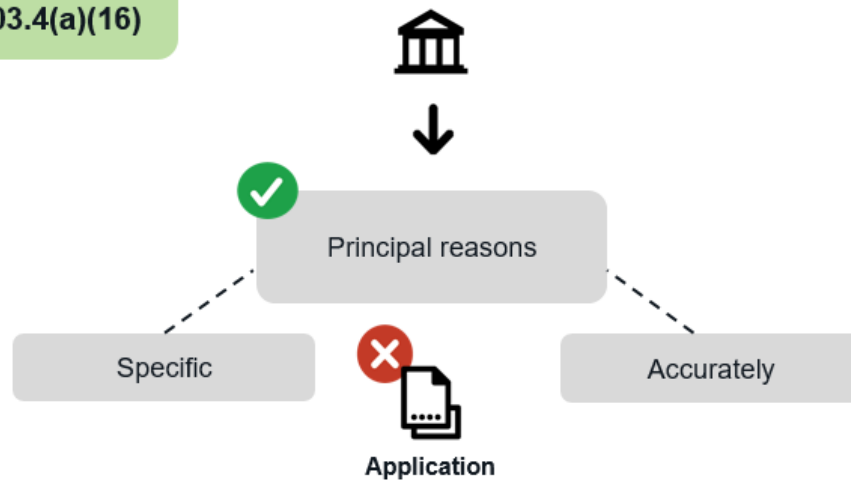 03.4(a)(16)
Principal reasons
Specific
Accurately
Application